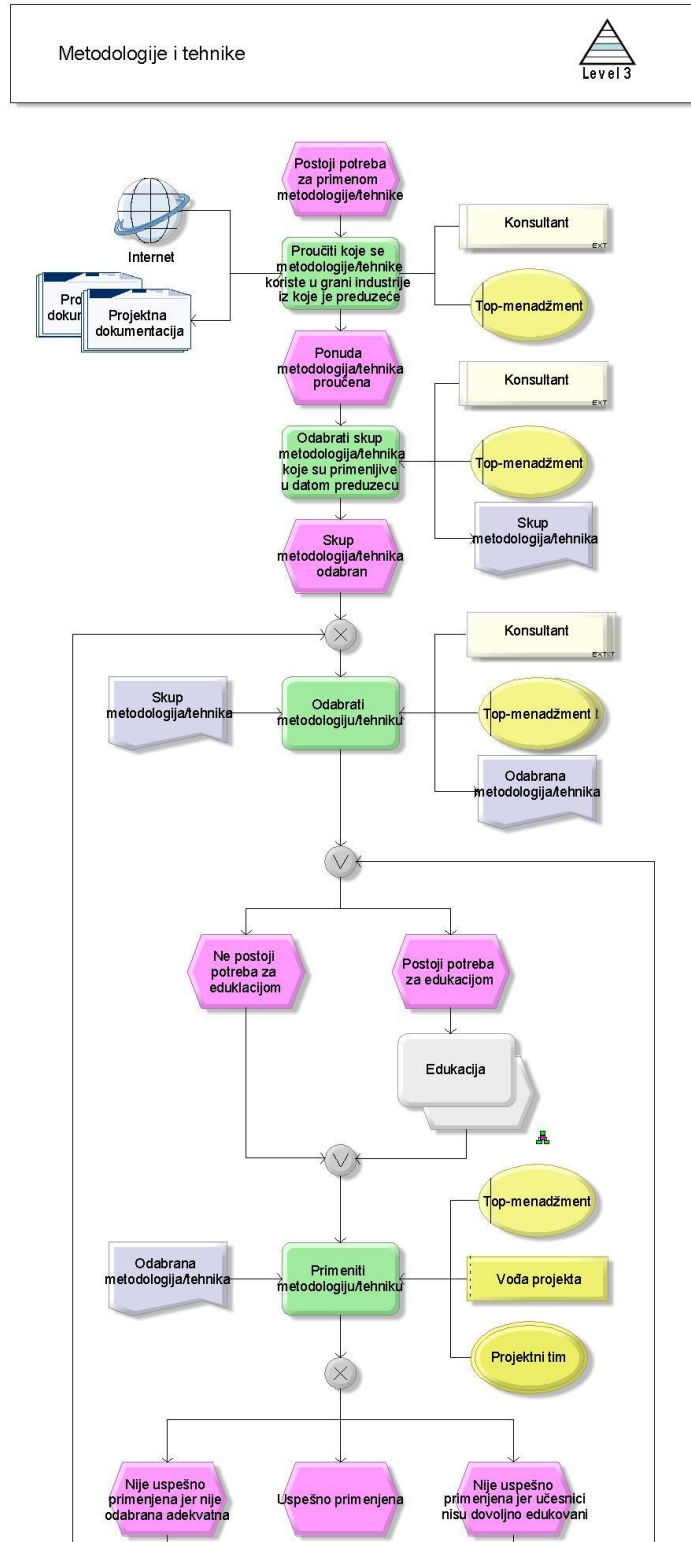 Metodologije i tehnike
Level 3
Postoji potreba
za primenom
metodologije/tehnike
Internet
Pro
doku
Projektna
dokumentacija
Proučiti koje se
metodologije/tehnike
koriste u grani industrije
iz koje je preduzeće
Konsultant
EXT
Top-menadžment
Ponuda
metodologija/tehnika
proučena
Konsultant
EXT
Odabrati skup
metodologija/tehnika
koje su primenljive
u datom preduzecu
Top-menadžment
Skup
metodologija/tehnika
Skup
metodologija/tehnika
odabran
Konsultant
EXT
Skup
metodologija/tehnika
Odabrati
metodologiju/tehniku
Top-menadžment
Odabrana
metodologija/tehnika
Ne postoji
potreba za
eduklacijom
Postoji potreba
za edukacijom
Edukacija
Top-menadžment
Odabrana
metodologija/tehnika
Primeniti
metodologiju/tehniku
Vođa projekta
Projektni tim
Nije uspešno
primenjena jer nije
odabrana adekvatna
Uspešno primenjena
Nije uspešno
primenjena jer učesnici
nisu dovoljno edukovani